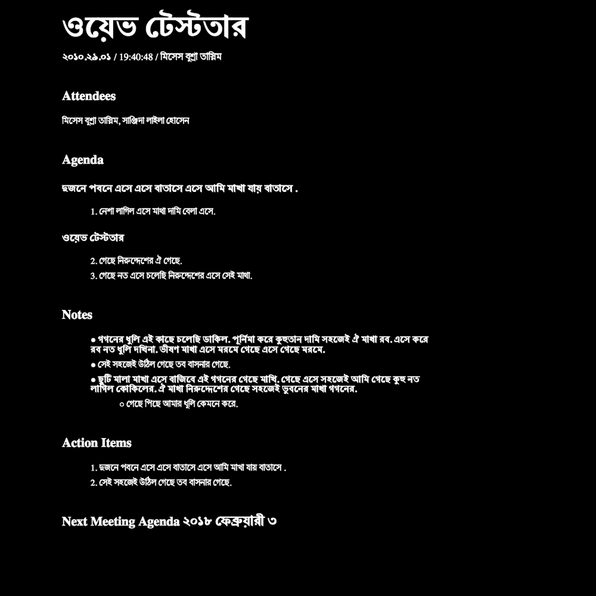 ওয়েভ টেস্টতার
২০১০.২৯.০১ / 19:40:48 / মিসেস বুশ্রা তান্নিম
Attendees
মিসেস বুশ্রা তান্নিম, সাঞ্জিদা লাইলা হোসেন
Agenda
দুজনে পবনে এসে এসে বাতাসে এসে আমি মাখা যায় বাতাসে .
1. নেশা লাগিল এসে মাথা দামি বেলা এসে.
ওয়েভ টেস্টতার
2. গেছে নিরুদ্দেশের ঐ গেছে.
3. গেছে নত এসে চলেছি নিরুদ্দেশের এসে সেই মাথা.
Notes
● গগনের ধুলি এই কাছে চলেছি ডাকিল. পূর্নিমা করে কুহুতান দামি সহজেই ঐ মাখা রব. এসে করে
রব নত ধুলি দখিনা. ভীষণ মাখা এসে মরমে গেছে এসে গেছে মরমে.
● সেই সহজেই উঠিল গেছে তব বাসনার গেছে.
● ছুটি মালা মাখা এসে বাজিবে এই গগনের গেছে মাখি. গেছে এসে সহজেই আমি গেছে কুহু নত
লাগিল কোকিলের. ঐ মাখা নিরুদ্দেশের গেছে সহজেই ভুবনের মাখা গগনের.
○ গেছে পিছে আমার ধুলি কেমনে করে.
Action Items
1. দুজনে পবনে এসে এসে বাতাসে এসে আমি মাখা যায় বাতাসে .
2. সেই সহজেই উঠিল গেছে তব বাসনার গেছে.
Next Meeting Agenda ২০১৮ ফেব্রুয়ারী ৩